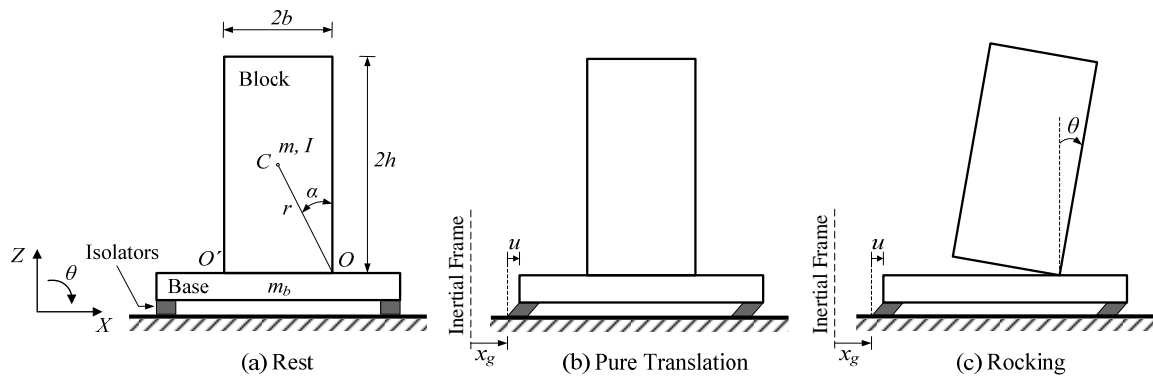 2b
Block
m, I
C
2h
α
r
θ
Z
Isolators
O´
O
θ
Base
m_b
X
Inertial Frame
u
x_g
Inertial Frame
u
x_g
(a) Rest
(b) Pure Translation
(c) Rocking